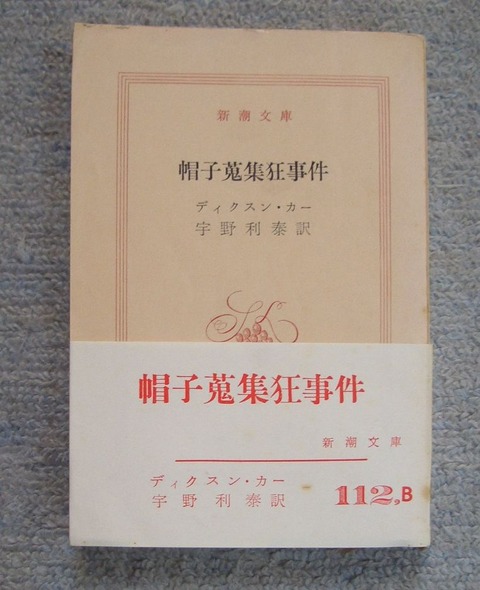 新潮文庫
帽子蒐集狂事件
ディクスン・カー
宇野利泰訳
帽子蒐集狂事件
新潮文庫
ディクスン・カー
宇野利泰訳
112,B